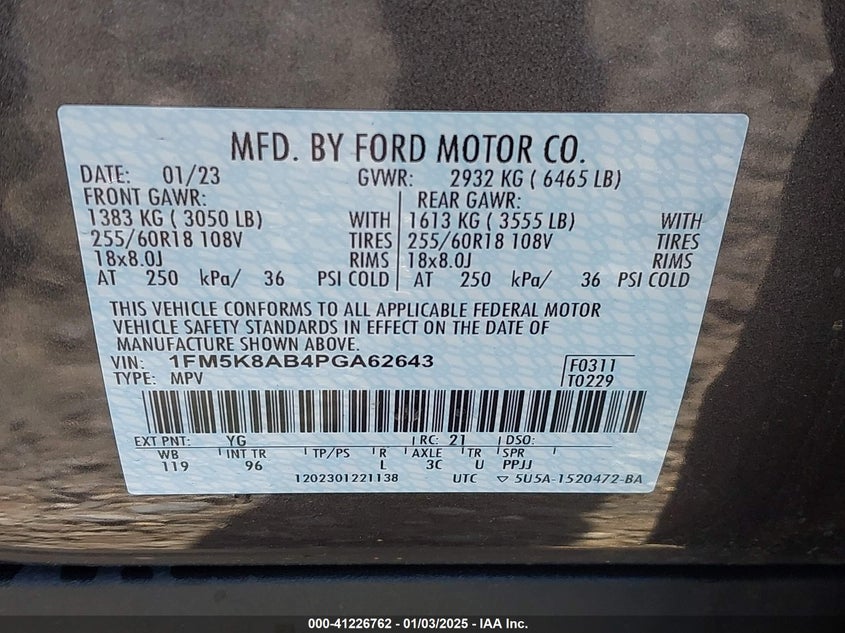 MFD. BY FORD MOTOR CO.
DATE: 01/23 GVWR: 2932 KG ( 6465 LB)
FRONT GAWR: REAR GAWR:
1383 KG ( 3050 LB) WITH 1613 KG ( 3555 LB) WITH
255/60R18 108V TIRES 255/60R18 108V TIRES
18x8.0J RIMS 18x8.0J RIMS
AT 250 kPa/ 36 PSI COLD AT 250 kPa/ 36 PSI COLD
THIS VEHICLE CONFORMS TO ALL APPLICABLE FEDERAL MOTOR
VEHICLE SAFETY STANDARDS IN EFFECT ON THE DATE OF
MANUFACTURE SHOWN ABOVE.
VIN: 1FM5K8AB4PGA62643 F0311
TYPE: MPV T0229
EXT PNT: YG RC: 21 DSO:
WB INT TR TP/PS R AXLE TR SPR
119 96 L 3C U PPJJ
1202301221138 UTC ▽ 5U5A-1520472-BA
000-41226762 - 01/03/2025 - IAA Inc.